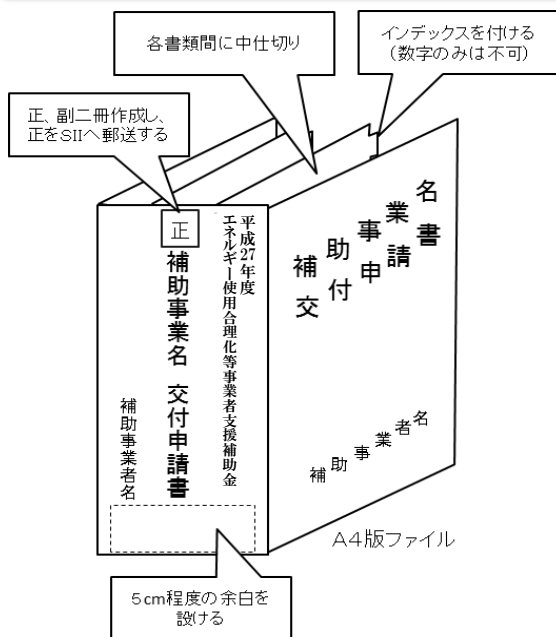 各書類間に中仕切り
インデックスを付ける
（数字のみは不可）
正、副二冊作成し、
正をSIIへ郵送する
正
平成27年度
エネルギー使用合理化等事業者支援補助金
補助事業名 交付申請書
補助事業者名
補助事業名
交付申請書
補助事業者名
A4版ファイル
5cm程度の余白を
設ける